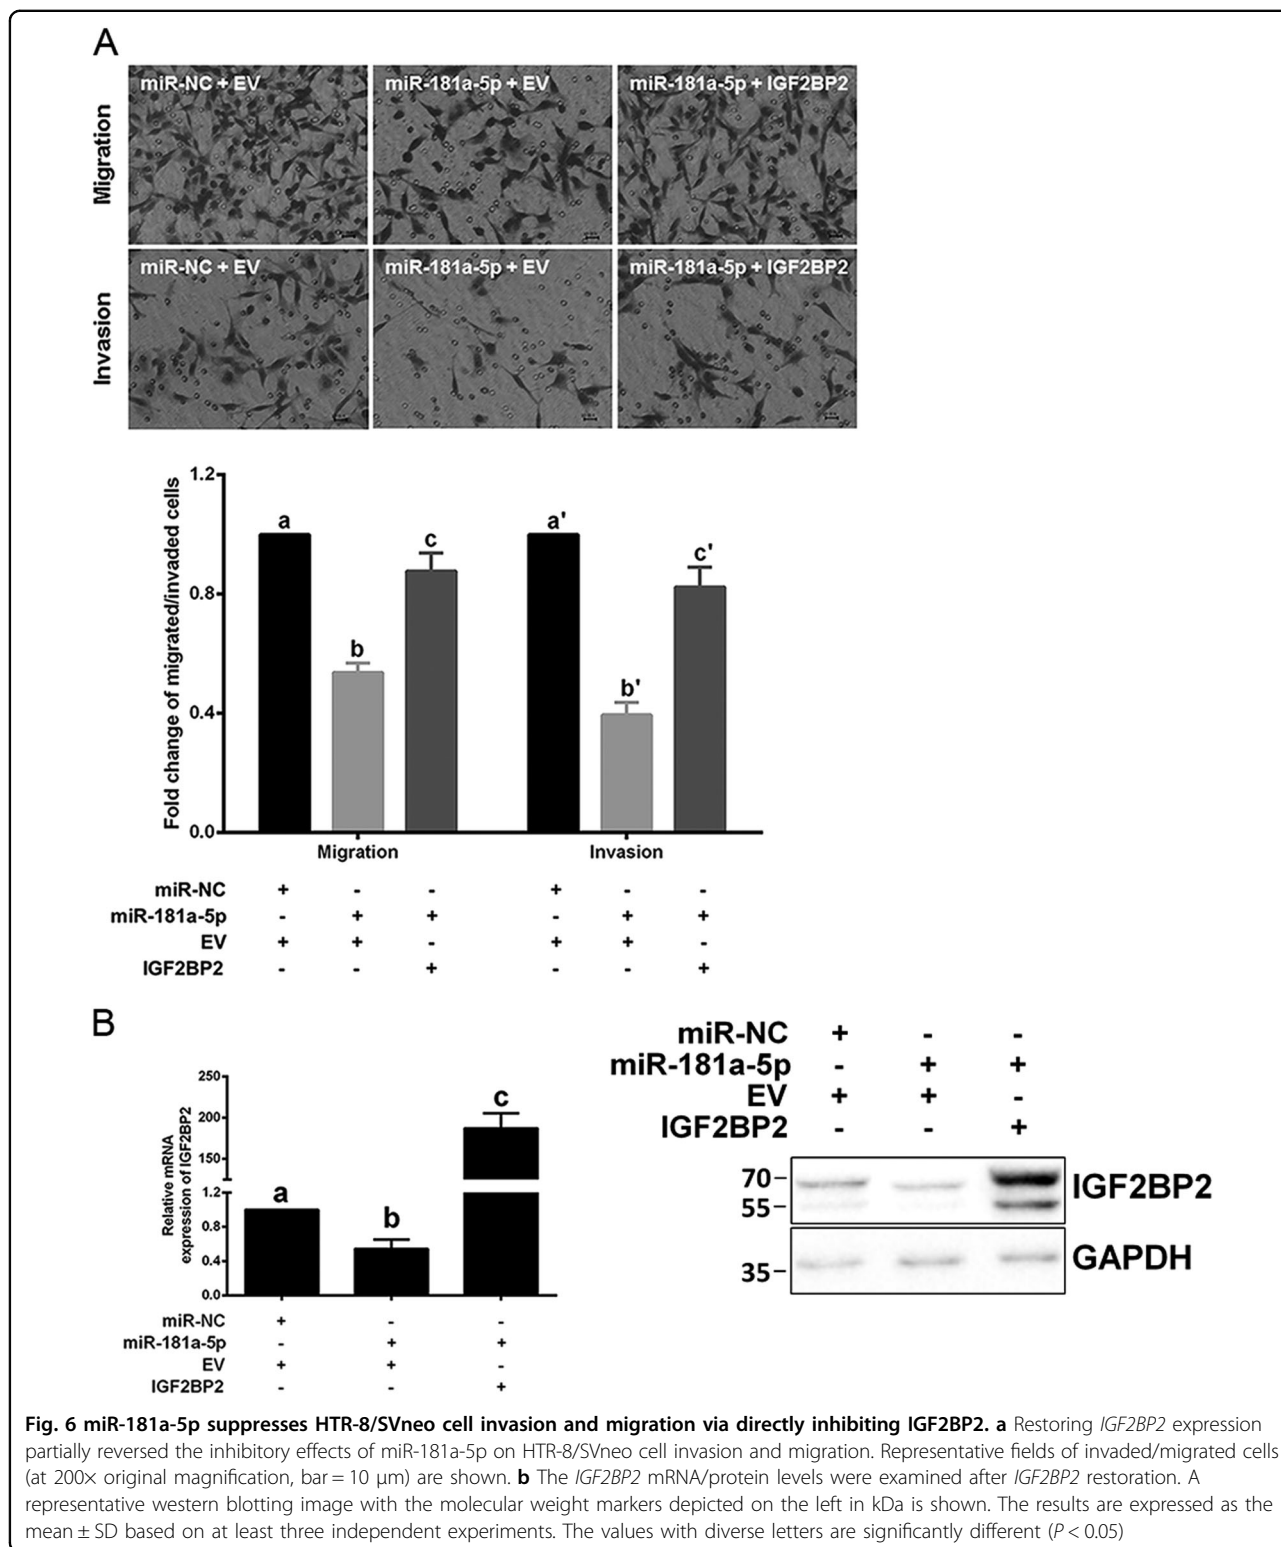 A
miR-NC + EV
miR-181a-5p + EV
miR-181a-5p + IGF2BP2
Migration
miR-NC + EV
miR-181a-5p + EV
miR-181a-5p + IGF2BP2
Invasion
Fold change of migrated/invaded cells
1.2
0.8
0.4
0.0
a
b
c
a'
b'
c'
Migration
Invasion
miR-NC + - - + - -
miR-181a-5p - + + - + +
EV + + - + + -
IGF2BP2 - - + - - +
B
Relative mRNA
expression of IGF2BP2
250
200
150
1.2
0.8
0.4
0.0
a
b
c
miR-NC + - -
miR-181a-5p - + +
EV + + -
IGF2BP2 - - +
miR-NC + - -
miR-181a-5p - + +
EV + + -
IGF2BP2 - - +
70
55
IGF2BP2
35
GAPDH
Fig. 6 miR-181a-5p suppresses HTR-8/SVneo cell invasion and migration via directly inhibiting IGF2BP2. a Restoring IGF2BP2 expression
partially reversed the inhibitory effects of miR-181a-5p on HTR-8/SVneo cell invasion and migration. Representative fields of invaded/migrated cells
(at 200× original magnification, bar = 10 μm) are shown. b The IGF2BP2 mRNA/protein levels were examined after IGF2BP2 restoration. A
representative western blotting image with the molecular weight markers depicted on the left in kDa is shown. The results are expressed as the
mean ± SD based on at least three independent experiments. The values with diverse letters are significantly different (P < 0.05)